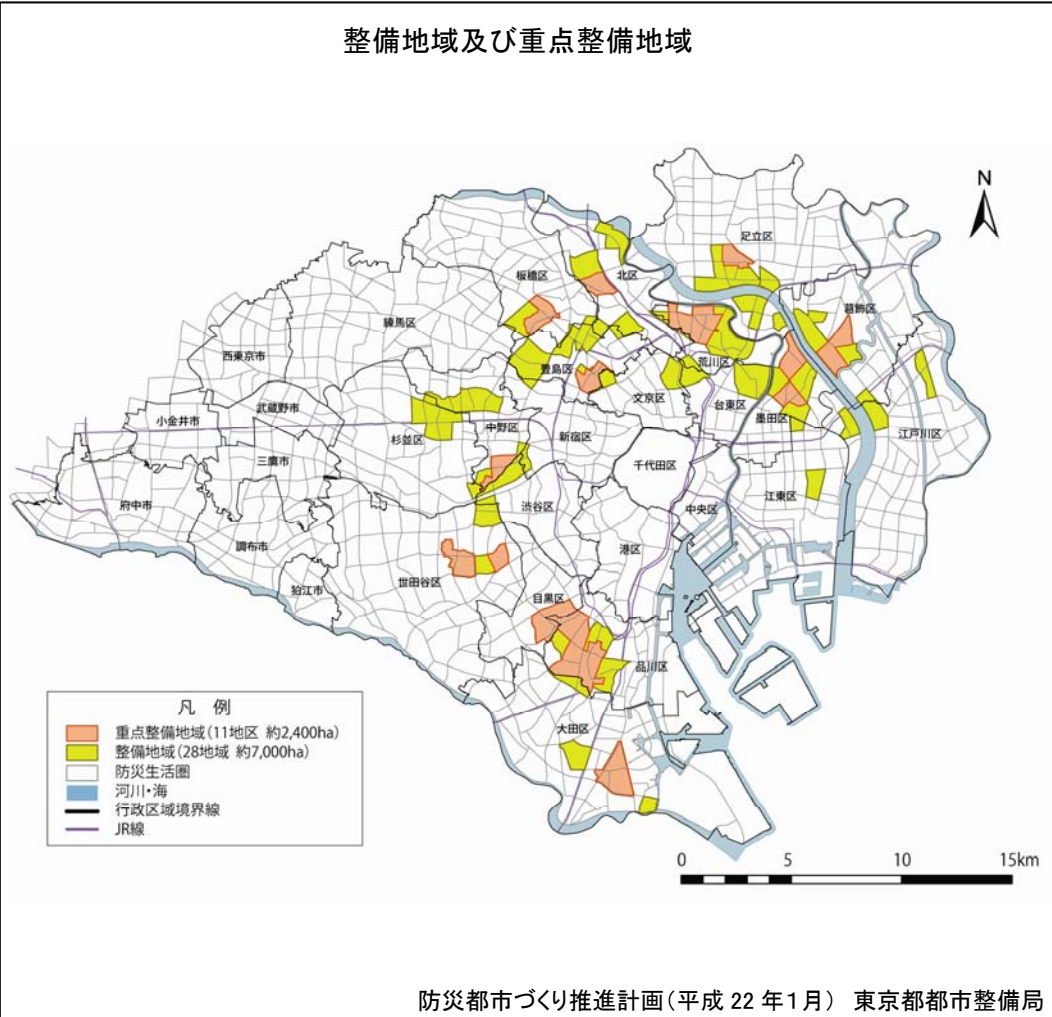 整備地域及び重点整備地域
N
足立区
板橋区
北区
葛飾区
練馬区
西東京市
荒川区
豊島区
文京区
台東区
墨田区
武蔵野市
小金井市
杉並区
中野区
新宿区
江戸川区
三鷹市
千代田区
江東区
府中市
渋谷区
中央区
調布市
港区
世田谷区
狛江市
目黒区
品川区
大田区
凡 例
重点整備地域(11地区 約2,400ha)
整備地域(28地域 約7,000ha)
防災生活圏
河川・海
行政区域境界線
JR線
0 5 10 15km
防災都市づくり推進計画(平成 22 年1月) 東京都都市整備局